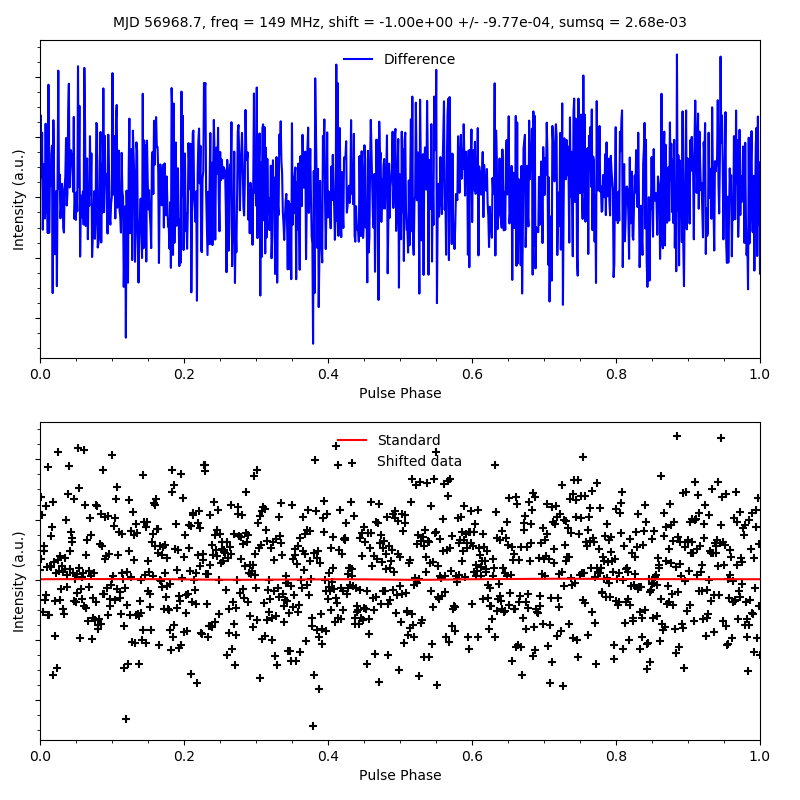 MJD 56968.7, freq = 149 MHz, shift = -1.00e+00 +/- -9.77e-04, sumsq = 2.68e-03
Difference
Intensity (a.u.)
0.0 0.2 0.4 0.6 0.8 1.0
Pulse Phase
Standard
Shifted data
Intensity (a.u.)
0.0 0.2 0.4 0.6 0.8 1.0
Pulse Phase